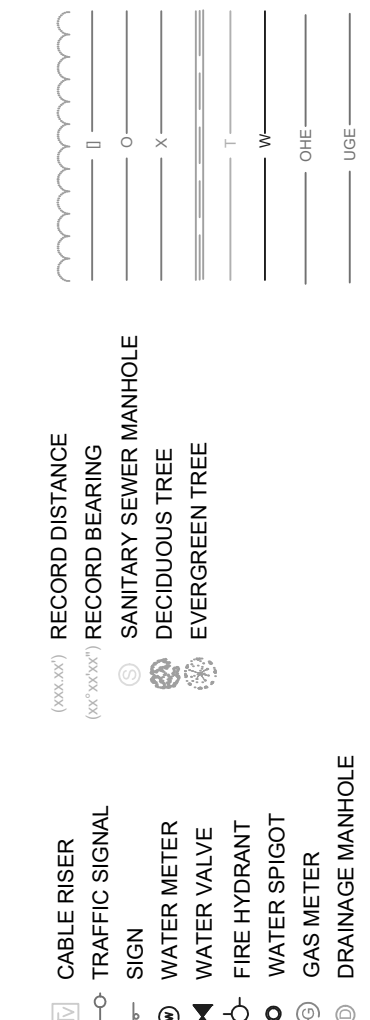 TV CABLE RISER
TRAFFIC SIGNAL
SIGN
W WATER METER
WATER VALVE
FIRE HYDRANT
WATER SPIGOT
G GAS METER
D DRAINAGE MANHOLE
(xxx.xx') RECORD DISTANCE
(xx°xx'xx") RECORD BEARING
S SANITARY SEWER MANHOLE
DECIDUOUS TREE
EVERGREEN TREE
[]
O
X
T
W
OHE
UGE